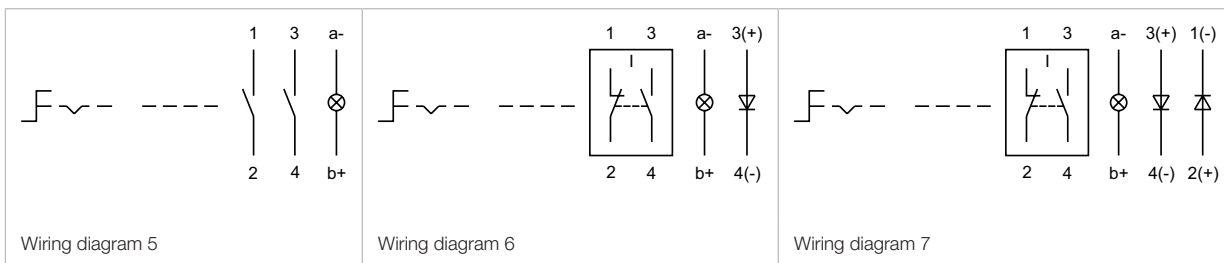 1 3 a-
2 4 b+
Wiring diagram 5
1 3 a- 3(+)
I
2 4 b+ 4(-)
Wiring diagram 6
1 3 a- 3(+) 1(-)
I
2 4 b+ 4(-) 2(+)
Wiring diagram 7